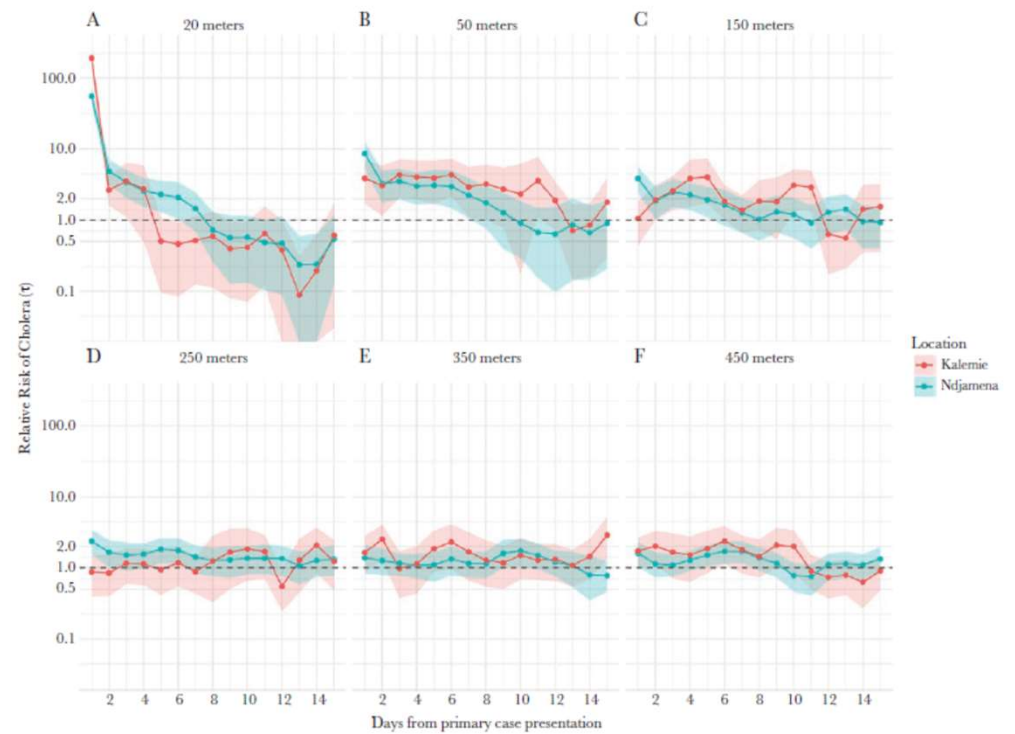 A 20 meters
B 50 meters
C 150 meters
100.0
10.0
2.0
1.0
0.5
0.1
D 250 meters
E 350 meters
F 450 meters
100.0
10.0
2.0
1.0
0.5
0.1
2 4 6 8 10 12 14
2 4 6 8 10 12 14
2 4 6 8 10 12 14
Days from primary case presentation
Relative Risk of Cholera (τ)
Location
Kalemie
Ndjamena